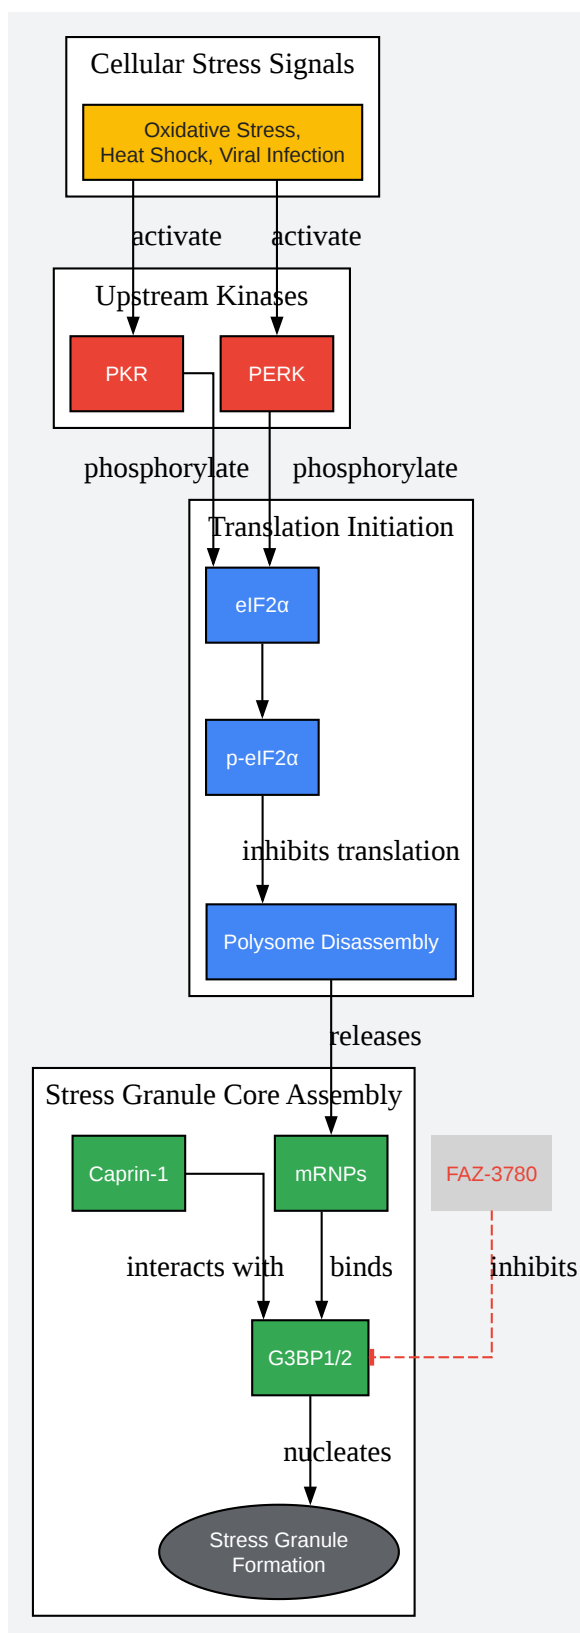 Cellular Stress Signals
Oxidative Stress,
Heat Shock, Viral Infection
activate
activate
Upstream Kinases
PKR
PERK
phosphorylate
phosphorylate
Translation Initiation
eIF2α
p-eIF2α
inhibits translation
Polysome Disassembly
releases
Stress Granule Core Assembly
Caprin-1
mRNPs
FAZ-3780
interacts with
binds
inhibits
G3BP1/2
nucleates
Stress Granule
Formation